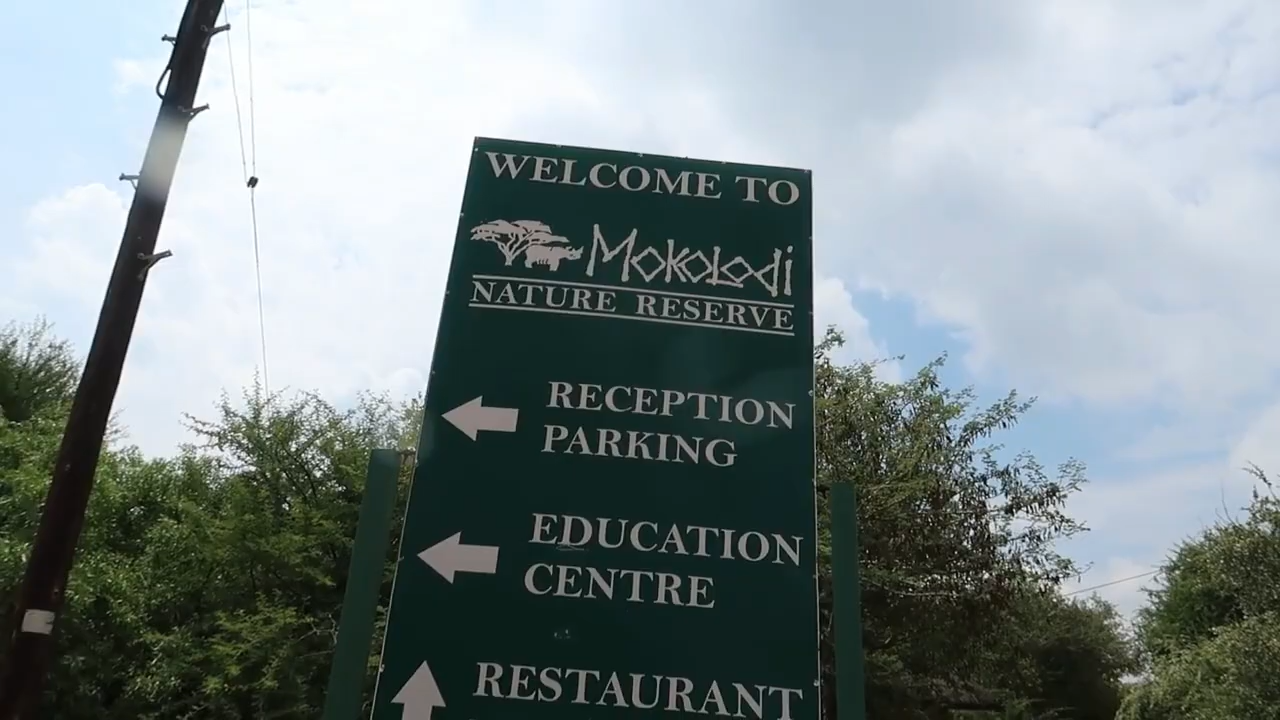 WELCOME TO
Mokolodi
NATURE RESERVE
RECEPTION
PARKING
EDUCATION
CENTRE
RESTAURANT